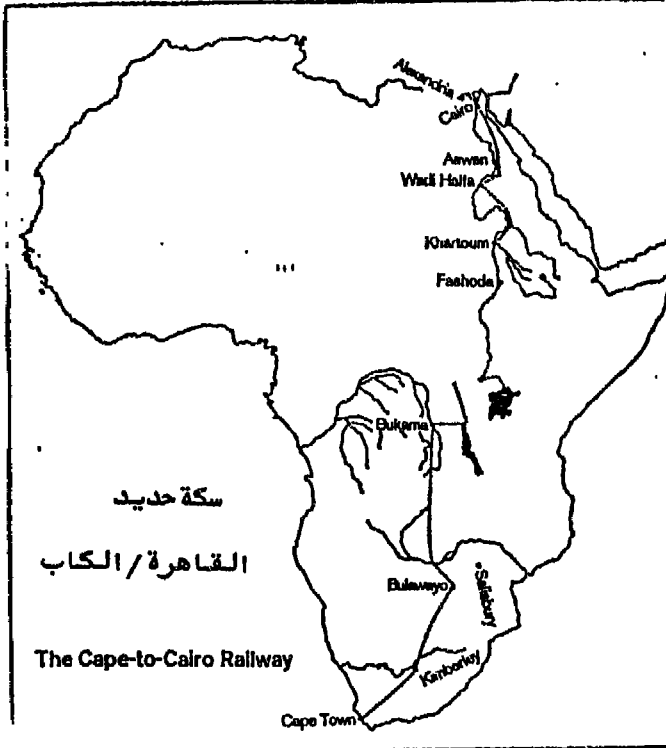 Alexandria
Cairo
Aswan
Wadi Halfa
Khartoum
Fashoda
Bukama
سكة حديد
القاهرة / الكاب
Bulawayo
Salisbury
The Cape-to-Cairo Railway
Kimberley
Cape Town